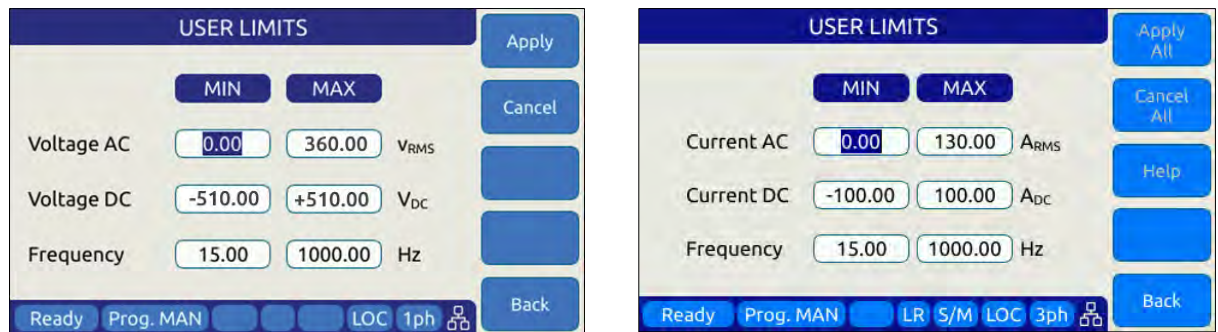 USER LIMITS
Apply
MIN MAX
Cancel
Voltage AC 0.00 360.00 VRMS
Voltage DC -510.00 +510.00 VDC
Frequency 15.00 1000.00 Hz
Back
Ready Prog. MAN LOC 1ph
USER LIMITS
Apply
All
MIN MAX
Cancel
All
Current AC 0.00 130.00 ARMS
Help
Current DC -100.00 100.00 ADC
Frequency 15.00 1000.00 Hz
Back
Ready Prog. MAN LR S/M LOC 3ph